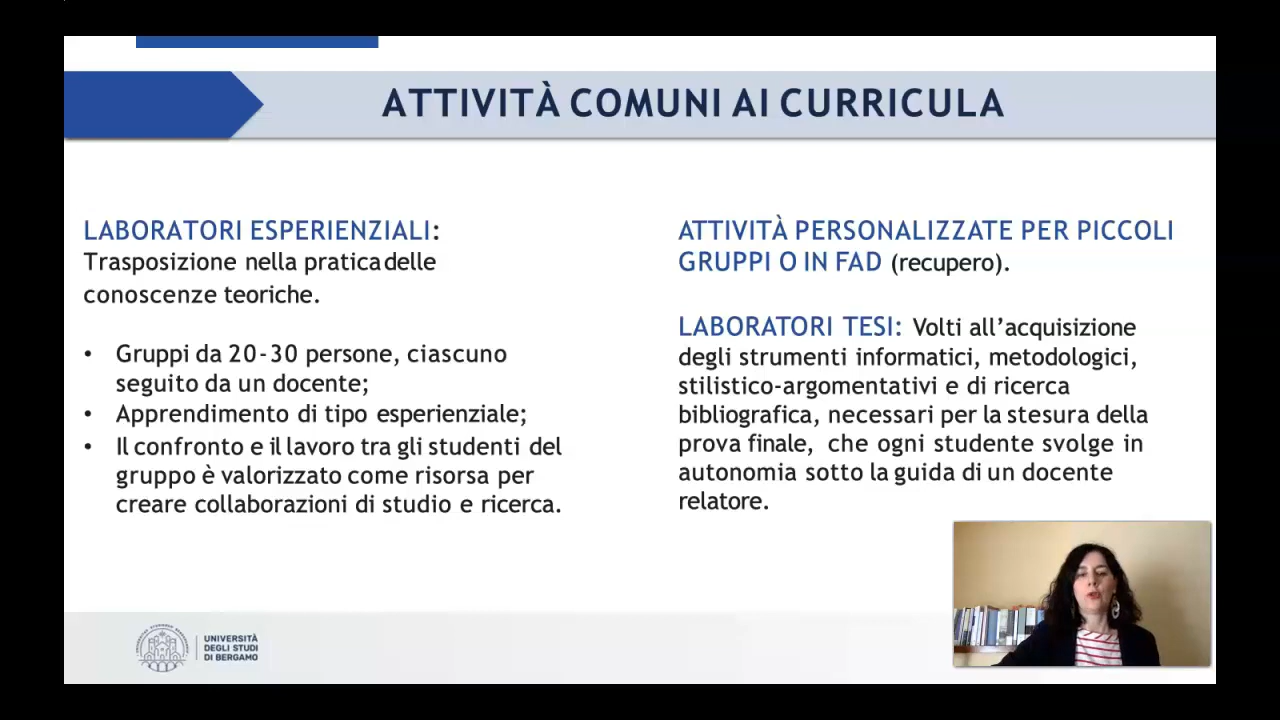 ATTIVITÀ COMUNI AI CURRICULA
LABORATORI ESPERIENZIALI:
Trasposizione nella pratica delle
conoscenze teoriche.
• Gruppi da 20-30 persone, ciascuno
seguito da un docente;
• Apprendimento di tipo esperienziale;
• Il confronto e il lavoro tra gli studenti del
gruppo è valorizzato come risorsa per
creare collaborazioni di studio e ricerca.
ATTIVITÀ PERSONALIZZATE PER PICCOLI
GRUPPI O IN FAD (recupero).
LABORATORI TESI: Volti all’acquisizione
degli strumenti informatici, metodologici,
stilistico-argomentativi e di ricerca
bibliografica, necessari per la stesura della
prova finale, che ogni studente svolge in
autonomia sotto la guida di un docente
relatore.
UNIVERSITÀ
DEGLI STUDI
DI BERGAMO